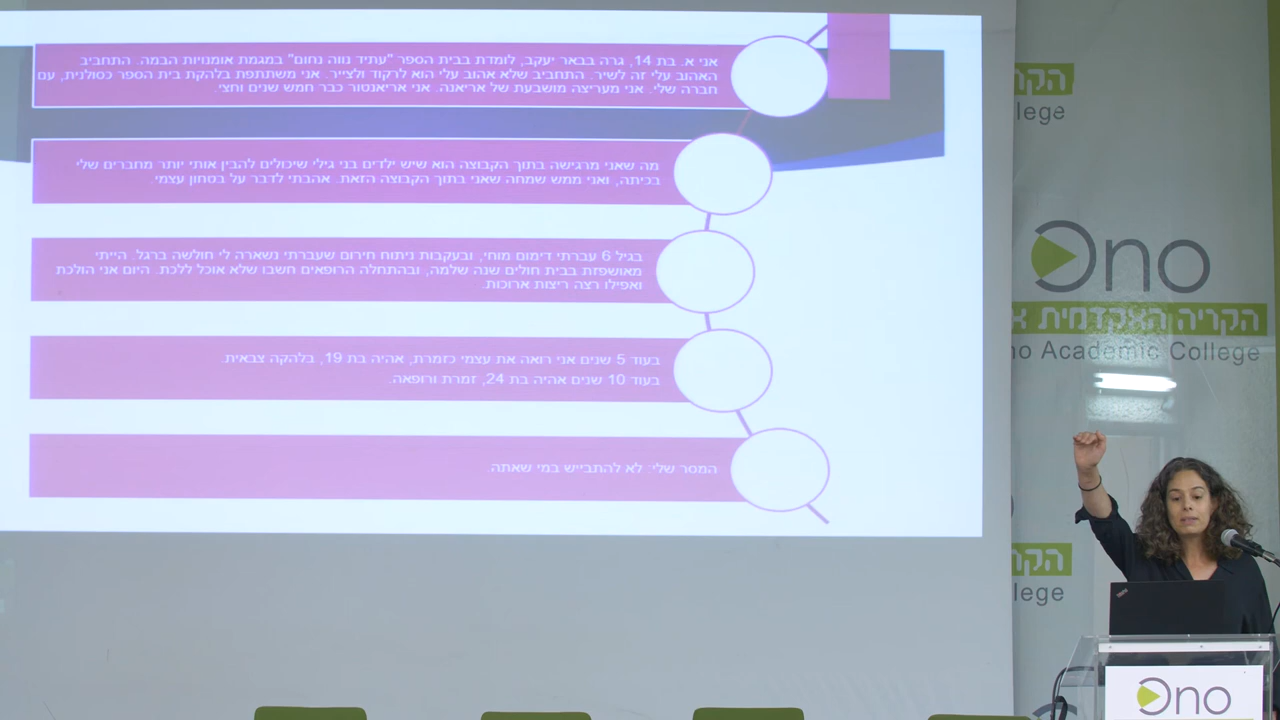 אני א. בת 14, גרה בבאר יעקב, לומדת בבית הספר "עתיד נווה נחום" במגמת אומנויות הבמה. התחביב
האהוב עלי זה לשיר. התחביב שלא אהוב עלי הוא לרקוד ולצייר. אני משתתפת בלהקת בית הספר כסולנית, עם
חברה שלי. אני מעריצה מושבעת של אריאנה. אני אריאנטור כבר חמש שנים וחצי.
מה שאני מרגישה בתוך הקבוצה הוא שיש ילדים בני גילי שיכולים להבין אותי יותר מחברים שלי
בכיתה, ואני ממש שמחה שאני בתוך הקבוצה הזאת. אהבתי לדבר על בטחון עצמי.
בגיל 6 עברתי דימום מוחי, ובעקבות ניתוח חירום שעברתי נשארה לי חולשה ברגל. הייתי
מאושפזת בבית חולים שנה שלמה, ובהתחלה הרופאים חשבו שלא אוכל ללכת. היום אני הולכת
ואפילו רצה ריצות ארוכות.
בעוד 5 שנים אני רואה את עצמי כזמרת, אהיה בת 19, בלהקה צבאית.
בעוד 10 שנים אהיה בת 24, זמרת ורופאה.
המסר שלי: לא להתבייש במי שאתה.
הקר
lege
Ono
הקריה האקדמית א
no Academic College
הקר
lege
Ono